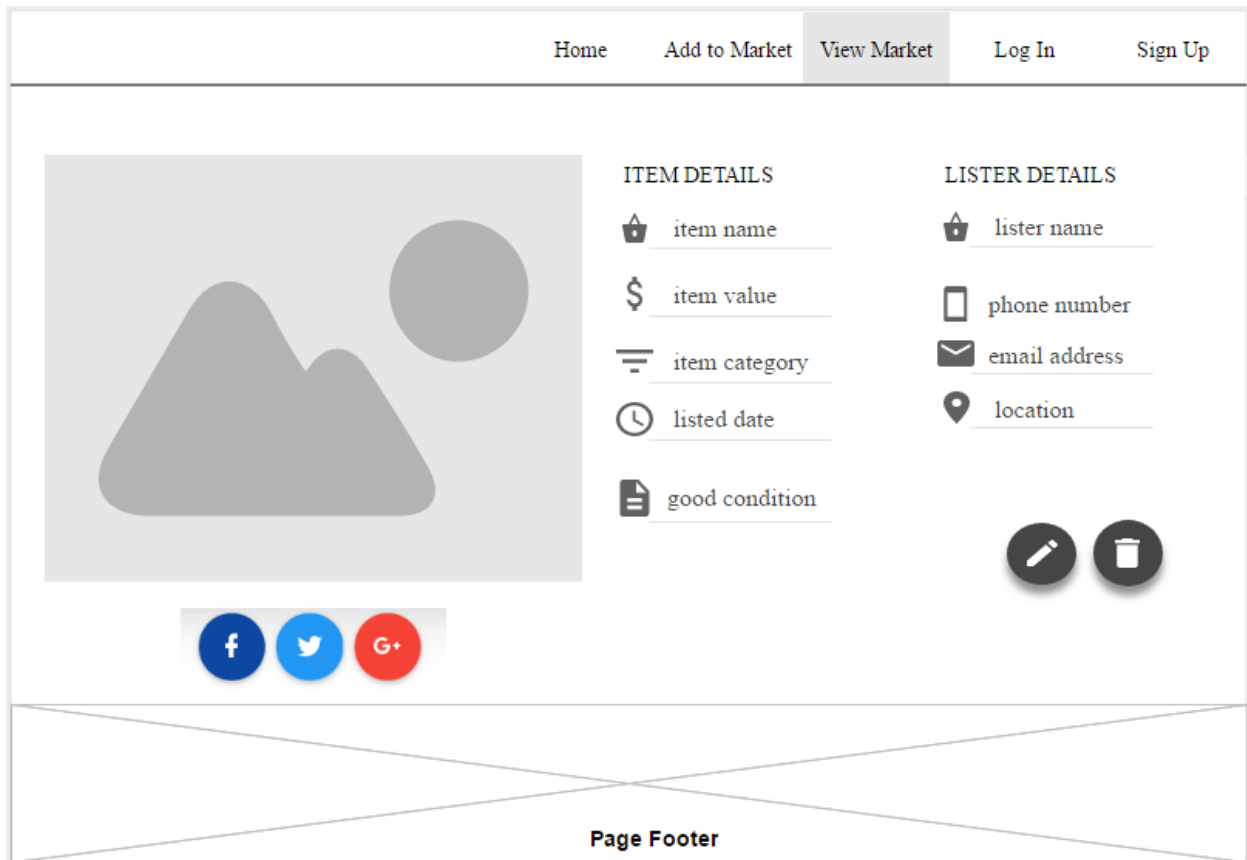 Home Add to Market View Market Log In Sign Up
ITEM DETAILS
item name
$ item value
item category
listed date
good condition
LISTER DETAILS
lister name
phone number
email address
location
f G+
Page Footer